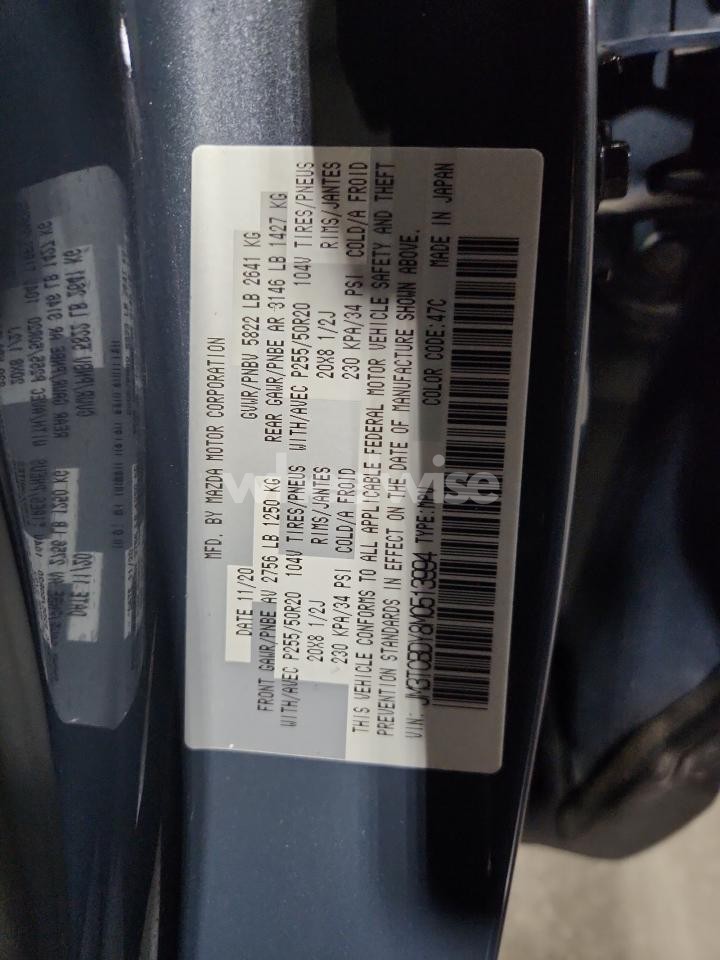 MFD. BY MAZDA MOTOR CORPORATION
DATE 11/20 GVWR/PNBV 5822 LB 2641 KG
FRONT GAWR/PNBE AV 2756 LB 1250 KG REAR GAWR/PNBE AR 3146 LB 1427 KG
WITH/AVEC P255/50R20 104V TIRES/PNEUS WITH/AVEC P255/50R20 104V TIRES/PNEUS
20X8 1/2J RIMS/JANTES 20X8 1/2J RIMS/JANTES
230 KPA/34 PSI COLD/A FROID 230 KPA/34 PSI COLD/A FROID
THIS VEHICLE CONFORMS TO ALL APPLICABLE FEDERAL MOTOR VEHICLE SAFETY AND THEFT
PREVENTION STANDARDS IN EFFECT ON THE DATE OF MANUFACTURE SHOWN ABOVE.
VIN: JM3TCBDY8M0513994 TYPE: COLOR CODE:47C MADE IN JAPAN